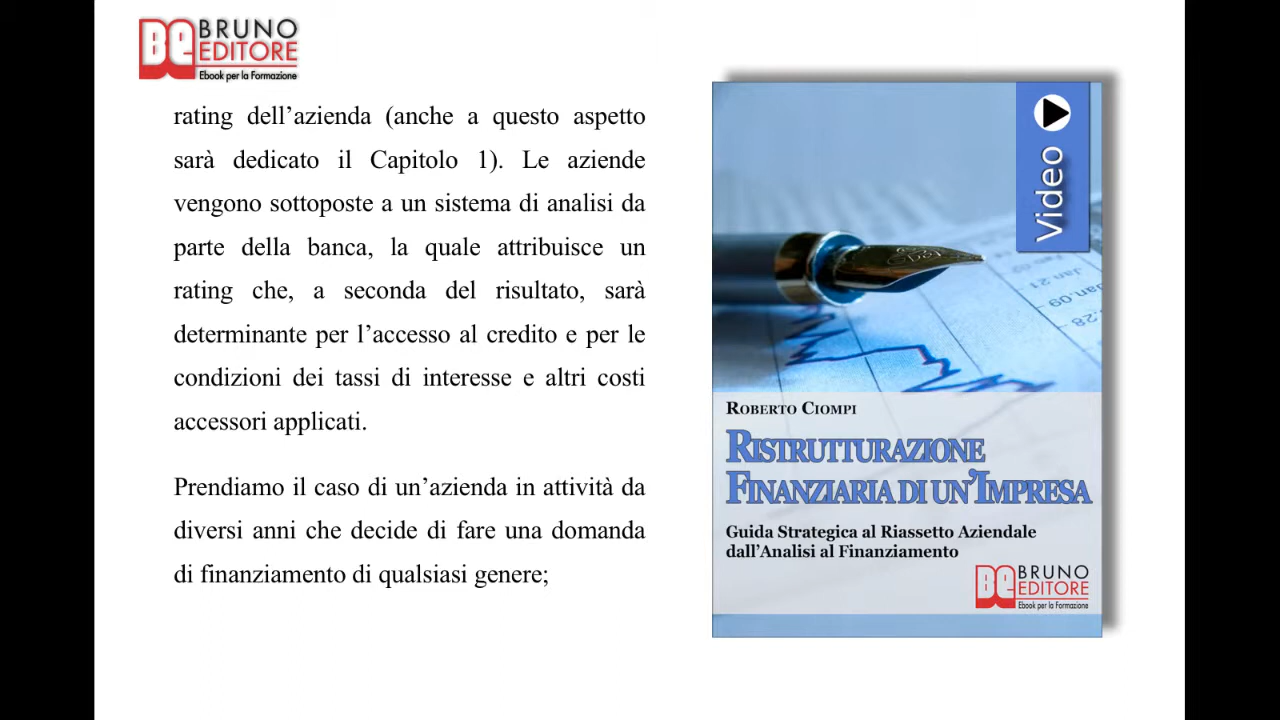 BRUNO
EDITORE
Ebook per la Formazione
rating dell’azienda (anche a questo aspetto
sarà dedicato il Capitolo 1). Le aziende
vengono sottoposte a un sistema di analisi da
parte della banca, la quale attribuisce un
rating che, a seconda del risultato, sarà
determinante per l’accesso al credito e per le
condizioni dei tassi di interesse e altri costi
accessori applicati.
Prendiamo il caso di un’azienda in attività da
diversi anni che decide di fare una domanda
di finanziamento di qualsiasi genere;
Video
ROBERTO CIOMPI
RISTRUTTURAZIONE
FINANZIARIA DI UN’IMPRESA
Guida Strategica al Riassetto Aziendale
dall’Analisi al Finanziamento
BRUNO
EDITORE
Ebook per la Formazione